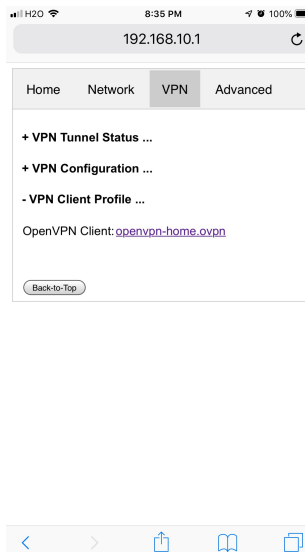 H2O 8:35 PM 100%
192.168.10.1
Home Network VPN Advanced
+ VPN Tunnel Status ...
+ VPN Configuration ...
- VPN Client Profile ...
OpenVPN Client: openvpn-home.ovpn
Back-to-Top